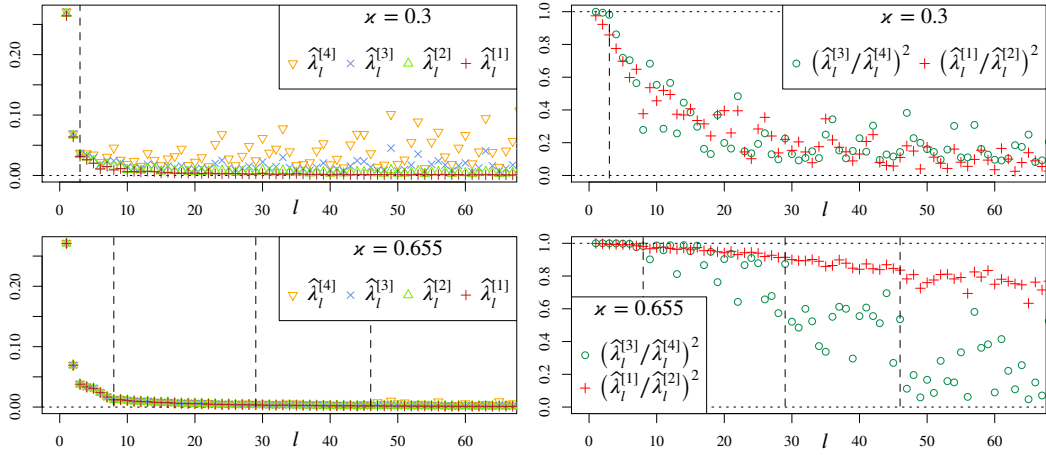 ϰ = 0.3
▽ λ̂_l^[4] × λ̂_l^[3] △ λ̂_l^[2] + λ̂_l^[1]
0.00 0.10 0.20
0 10 20 30 40 50 60
l
ϰ = 0.3
○ (λ̂_l^[3]/λ̂_l^[4])² + (λ̂_l^[1]/λ̂_l^[2])²
0.0 0.2 0.4 0.6 0.8 1.0
0 10 20 30 40 50 60
l
ϰ = 0.655
▽ λ̂_l^[4] × λ̂_l^[3] △ λ̂_l^[2] + λ̂_l^[1]
0.00 0.10 0.20
0 10 20 30 40 50 60
l
ϰ = 0.655
○ (λ̂_l^[3]/λ̂_l^[4])²
+ (λ̂_l^[1]/λ̂_l^[2])²
0.0 0.2 0.4 0.6 0.8 1.0
0 10 20 30 40 50 60
l